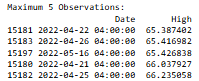 Maximum 5 Observations:
Date High
15181 2022-04-22 04:00:00 65.387402
15183 2022-04-26 04:00:00 65.416982
15197 2022-05-16 04:00:00 65.426838
15180 2022-04-21 04:00:00 66.037927
15182 2022-04-25 04:00:00 66.235058